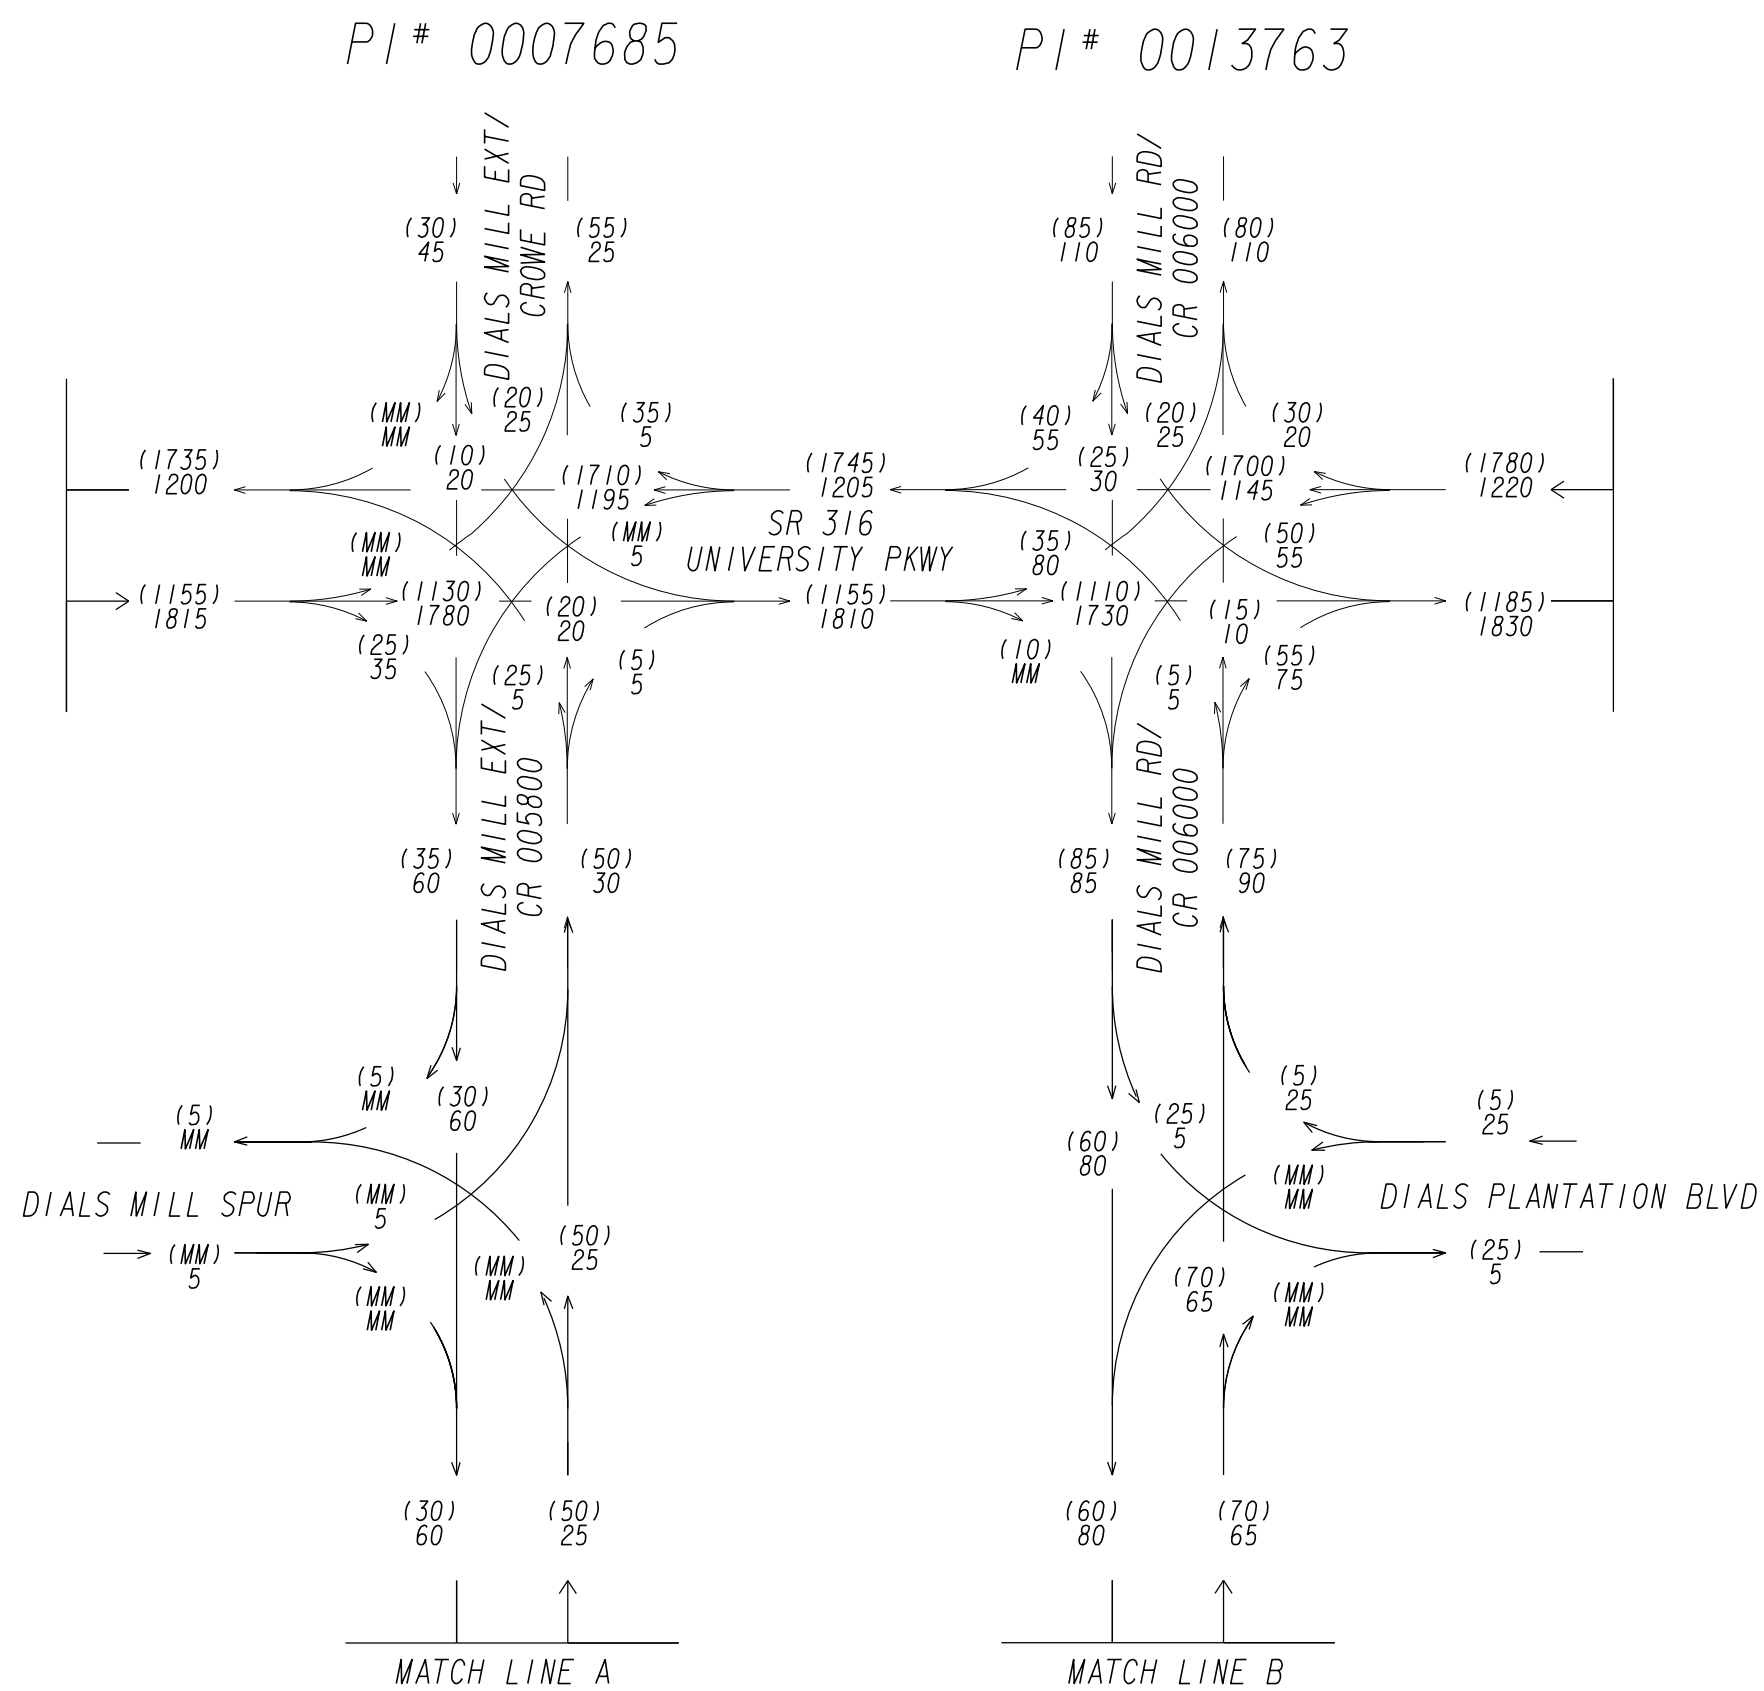 PI# 0007685
PI# 0013763
DIALS MILL EXT/
CROWE RD
(30)
45
(55)
25
DIALS MILL RD/
CR 006000
(85)
110
(80)
110
(MM)
MM
(20)
25
(35)
5
(10)
20
(1735)
1200
(1710)
1195
(1745)
1205
(40)
55
(20)
25
(30)
20
(25)
30
(1700)
1145
(1780)
1220
SR 316
UNIVERSITY PKWY
(MM)
MM
(MM)
5
(35)
80
(50)
55
(1155)
1815
(1130)
1780
(20)
20
(1155)
1810
(1110)
1730
(15)
10
(1185)
1830
(25)
35
(25)
5
(5)
5
(10)
MM
(5)
5
(55)
75
DIALS MILL EXT/
CR 005800
DIALS MILL RD/
CR 006000
(35)
60
(50)
30
(85)
85
(75)
90
(5)
MM
(30)
60
(5)
MM
DIALS MILL SPUR
(MM)
5
(MM)
5
(MM)
MM
(MM)
MM
(50)
25
(60)
80
(25)
5
(5)
25
(5)
25
(MM)
MM
DIALS PLANTATION BLVD
(25)
5
(70)
65
(MM)
MM
(30)
60
(50)
25
(60)
80
(70)
65
MATCH LINE A
MATCH LINE B